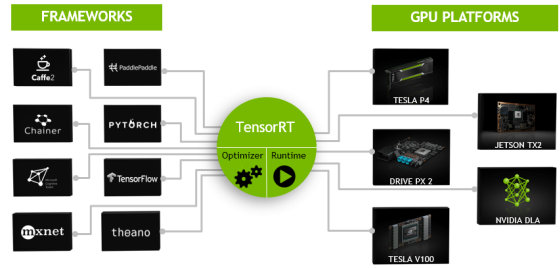 FRAMEWORKS
GPU PLATFORMS
Caffe2
PaddlePaddle
Chainer
PYTORCH
TensorFlow
mxnet
theano
TensorRT
Optimizer
Runtime
TESLA P4
JETSON TX2
DRIVE PX 2
NVIDIA DLA
TESLA V100